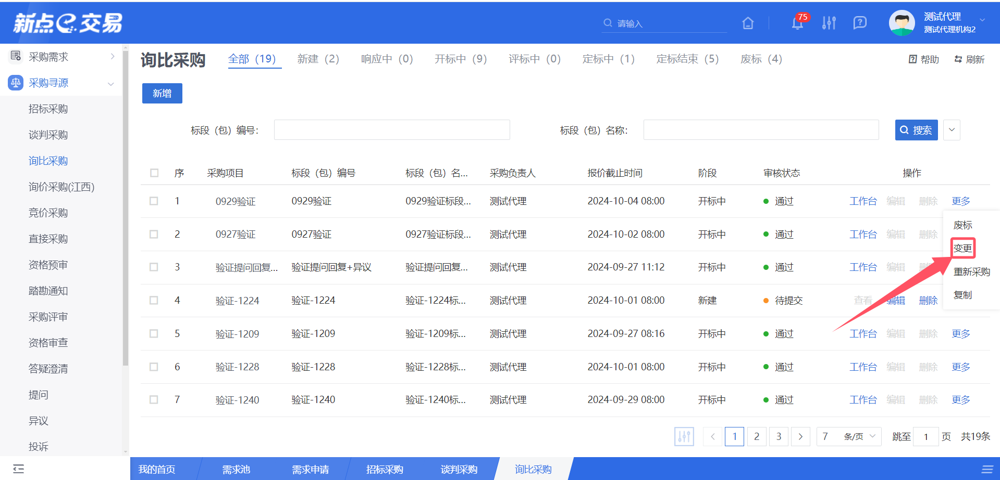 新点e交易
请输入
75
测试代理
测试代理机构2
采购需求
采购寻源
招标采购
谈判采购
询比采购
询价采购(江西)
竞价采购
直接采购
资格预审
踏勘通知
采购评审
资格审查
答疑澄清
提问
异议
投诉
询比采购 全部（19） 新建（2） 响应中（0） 开标中（9） 评标中（0） 定标中（1） 定标结束（5） 废标（4） 帮助 刷新
新增
标段（包）编号： 标段（包）名称： 搜索
序 采购项目 标段（包）编号 标段（包）名... 采购负责人 报价截止时间 阶段 审核状态 操作
1 0929验证 0929验证 0929验证标段... 测试代理 2024-10-04 08:00 开标中 通过 工作台 编辑 删除 更多
2 0927验证 0927验证 0927验证标段... 测试代理 2024-10-02 08:00 开标中 通过 工作台 编辑 删除
3 验证提问回复... 验证提问回复+异议 验证提问回复... 测试代理 2024-09-27 11:12 开标中 通过 工作台 编辑 删除
4 验证-1224 验证-1224 验证-1224标... 测试代理 2024-10-01 08:00 新建 待提交 查看 编辑 删除
废标
变更
重新采购
复制
5 验证-1209 验证-1209 验证-1209标... 测试代理 2024-09-27 08:16 开标中 通过 工作台 编辑 删除 更多
6 验证-1228 验证-1228 验证-1228标... 测试代理 2024-10-01 08:00 开标中 通过 工作台 编辑 删除 更多
7 验证-1240 验证-1240 验证-1240标... 测试代理 2024-09-29 08:00 开标中 通过 工作台 编辑 删除 更多
1 2 3 7 条/页 跳至 1 页 共19条
我的首页 需求池 需求申请 招标采购 谈判采购 询比采购